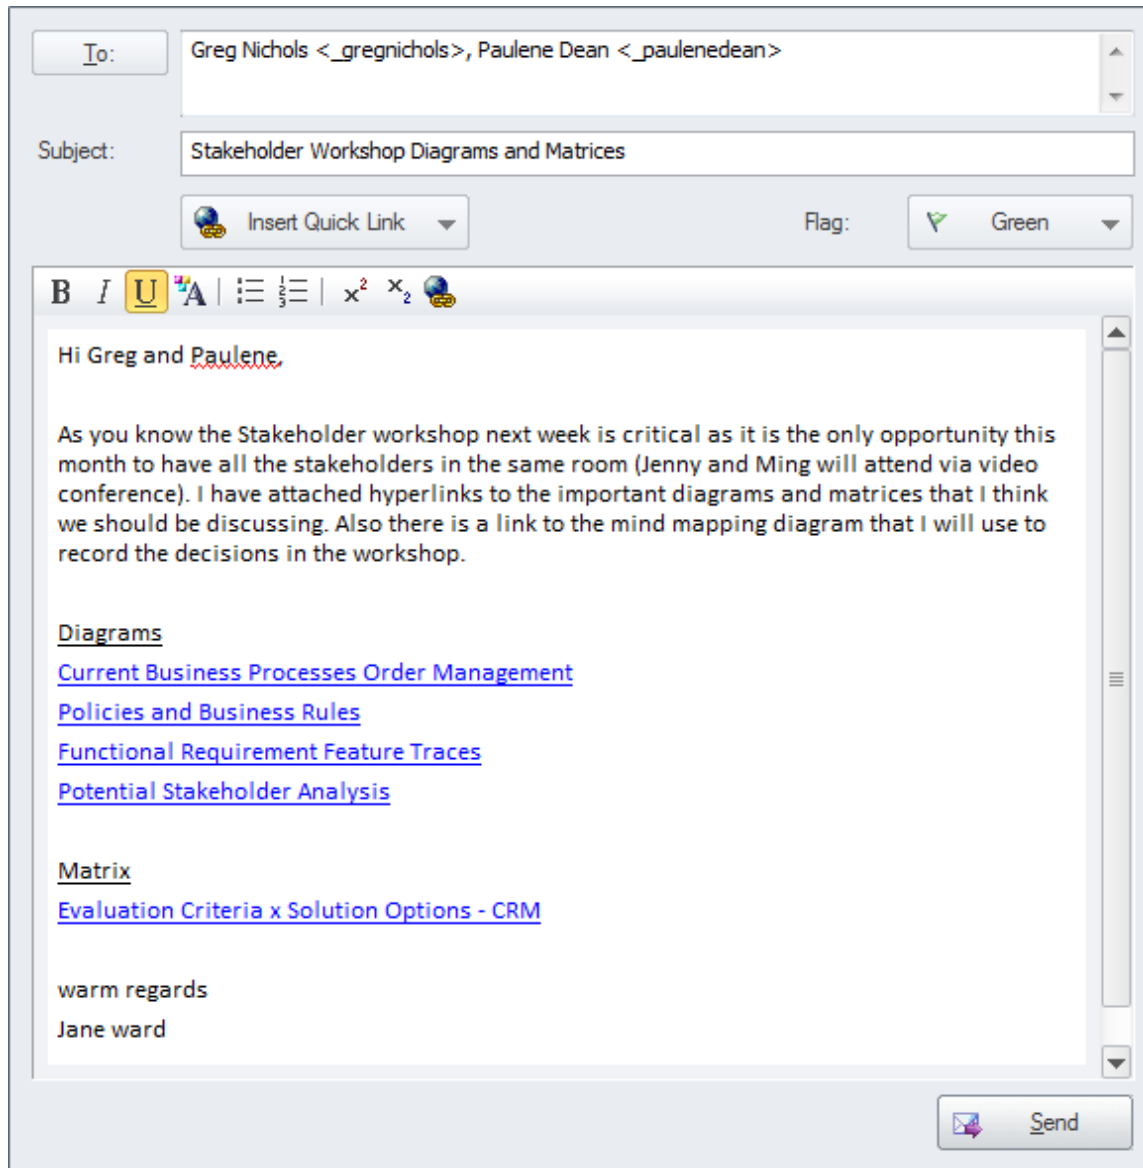 To: Greg Nichols <_gregnichols>, Paulene Dean <_paulenedean>
Subject: Stakeholder Workshop Diagrams and Matrices
Insert Quick Link Flag: Green
B I U A x² x₂
Hi Greg and Paulene,
As you know the Stakeholder workshop next week is critical as it is the only opportunity this
month to have all the stakeholders in the same room (Jenny and Ming will attend via video
conference). I have attached hyperlinks to the important diagrams and matrices that I think
we should be discussing. Also there is a link to the mind mapping diagram that I will use to
record the decisions in the workshop.
Diagrams
Current Business Processes Order Management
Policies and Business Rules
Functional Requirement Feature Traces
Potential Stakeholder Analysis
Matrix
Evaluation Criteria x Solution Options - CRM
warm regards
Jane ward
Send